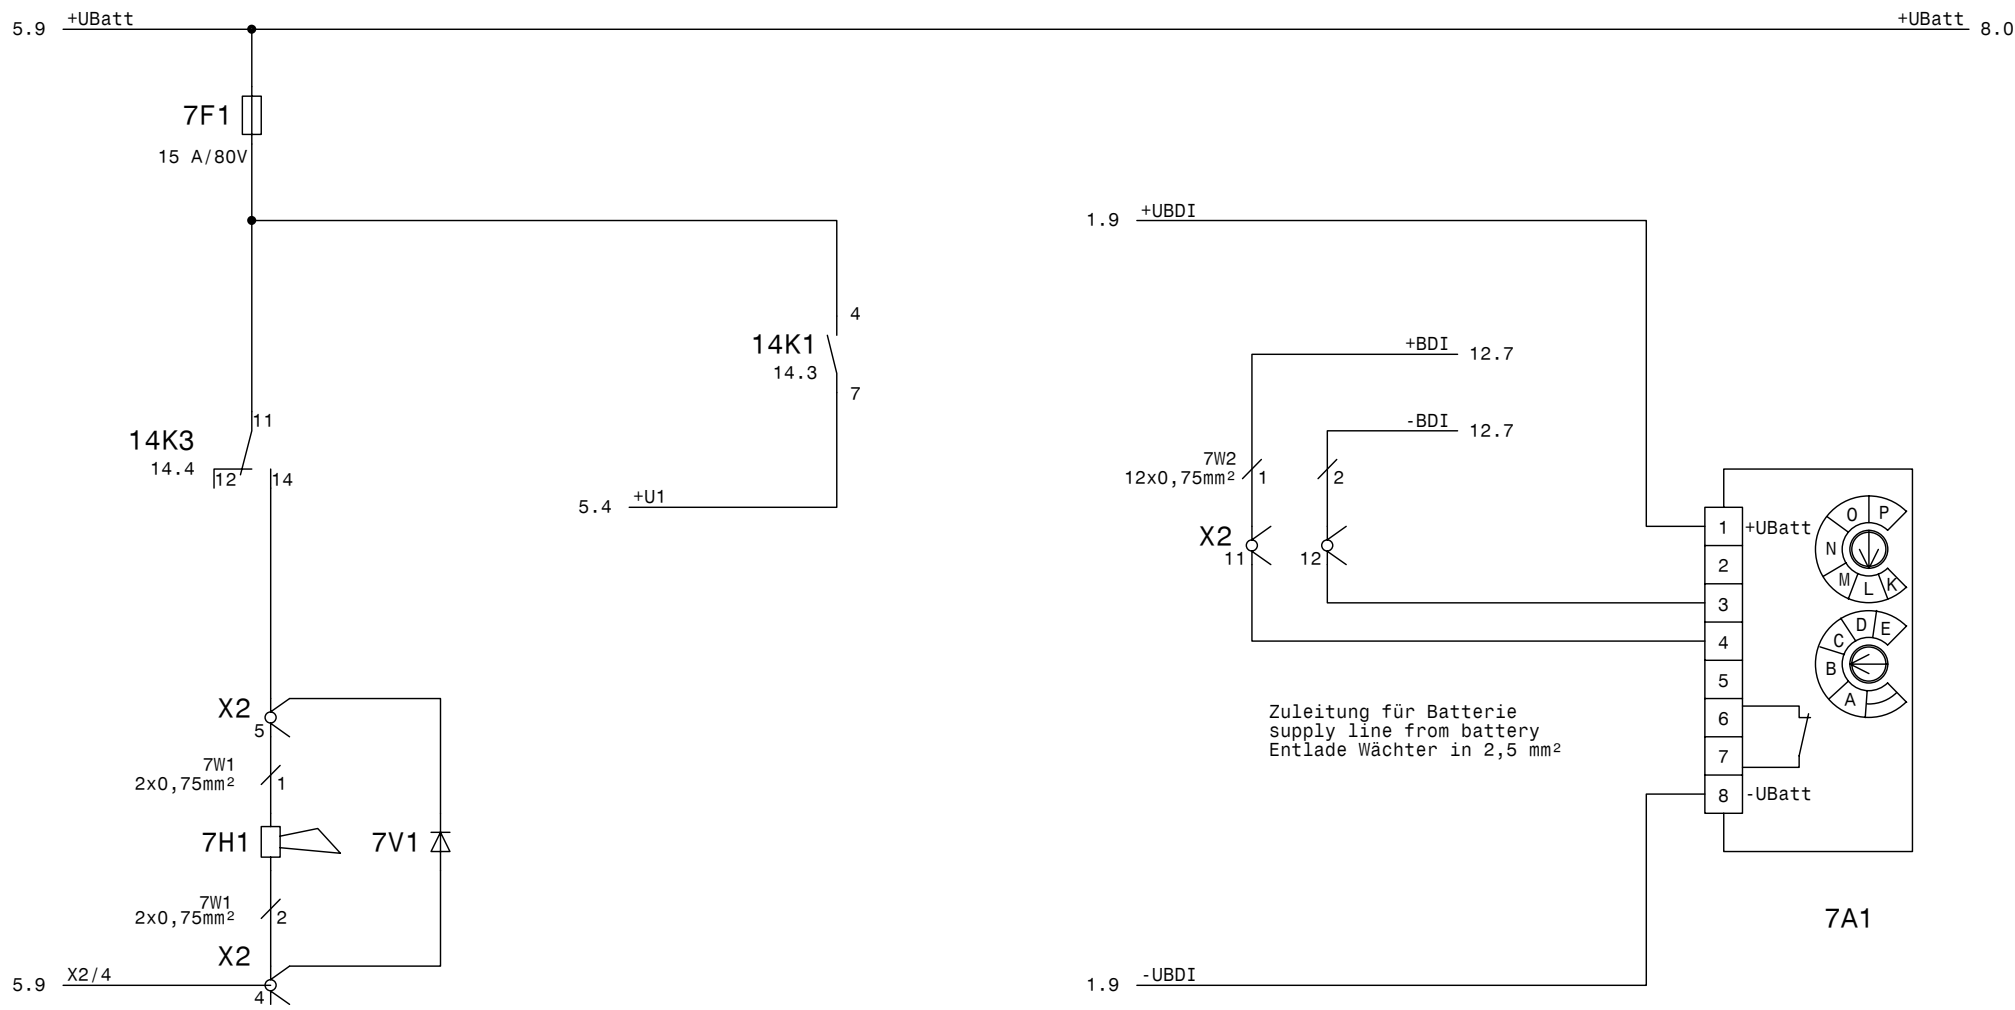 5.9 +UBatt +UBatt 8.0
7F1
15 A/80V
1.9 +UBDI
4
14K1
14.3
7
+BDI 12.7
11
14K3
14.4
12 14
-BDI 12.7
7W2
12x0,75mm² 1 2
5.4 +U1
X2
11 12
1 +UBatt
2
3
4
5
6
7
8 -UBatt
O P
N
M L K
C D E
B
A
X2
5
Zuleitung für Batterie
supply line from battery
Entlade Wächter in 2,5 mm²
7W1
2x0,75mm² 1
7H1 7V1
7W1
2x0,75mm² 2
7A1
X2
5.9 X2/4
4
1.9 -UBDI